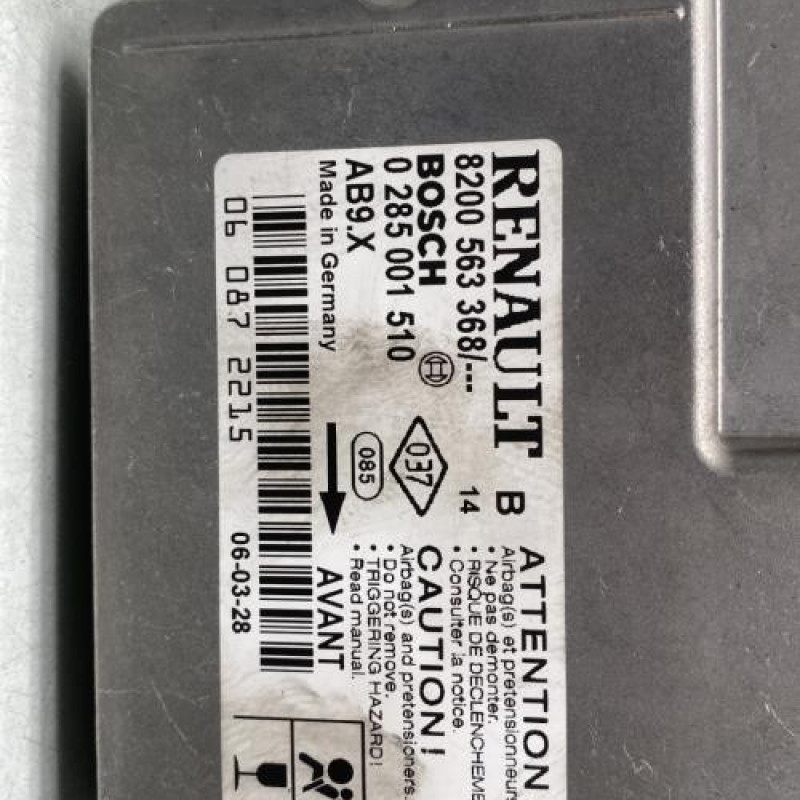 RENAULT B
8200 563 368/--- 14
BOSCH
0 285 001 510
AB9.X
Made in Germany
037
085
AVANT
06 087 2215
06-03-28
ATTENTION
Airbag(s) et pretensionneurs
• Ne pas demonter.
• RISQUE DE DECLENCHEME
• Consulter la notice.
CAUTION!
Airbag(s) and pretensioners.
• Do not remove.
• TRIGGERING HAZARD!
• Read manual.